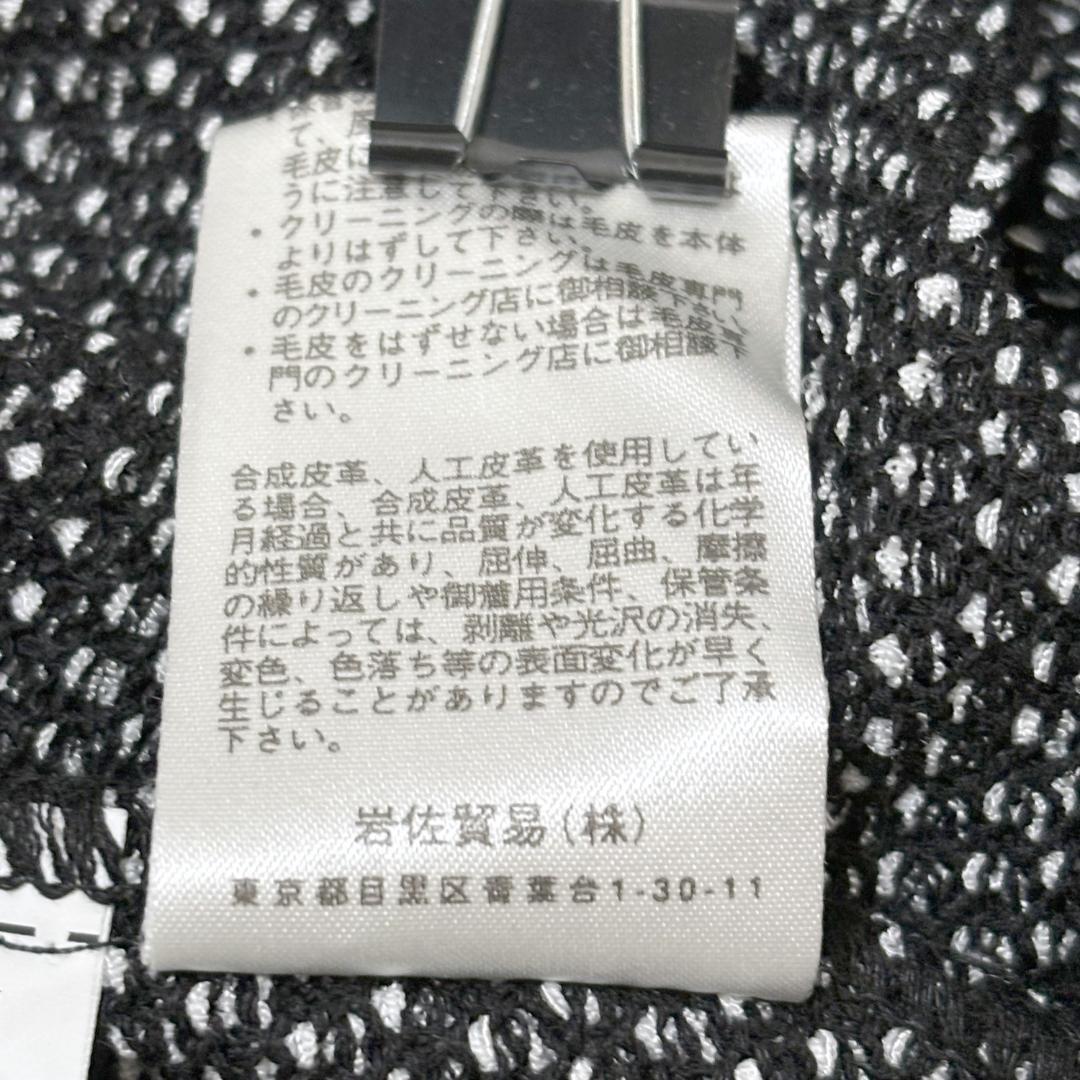 て、
毛皮に
うに注意して下さい。
・クリーニングの際は毛皮を本体
よりはずして下さい。
・毛皮のクリーニングは毛皮専門
のクリーニング店に御相談下さい。
・毛皮をはずせない場合は毛皮専
門のクリーニング店に御相談下
さい。
合成皮革、人工皮革を使用してい
る場合、合成皮革、人工皮革は年
月経過と共に品質が変化する化学
的性質があり、屈伸、屈曲、摩擦
の繰り返しや御着用条件、保管条
件によっては、剥離や光沢の消失、
変色、色落ち等の表面変化が早く
生じることがありますのでご了承
下さい。
岩佐貿易(株)
東京都目黒区青葉台1-30-11